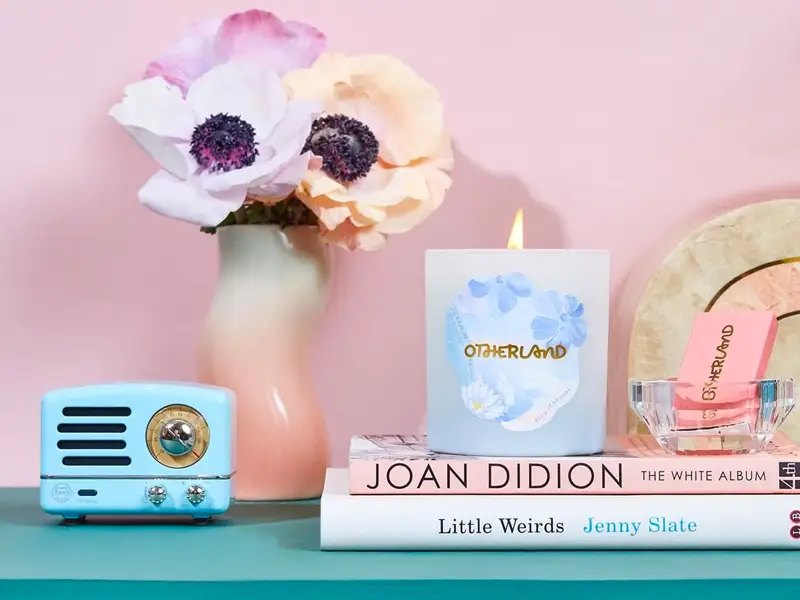 OTHERLAND
OTHERLAND
JOAN DIDION THE WHITE ALBUM
Little Weirds Jenny Slate